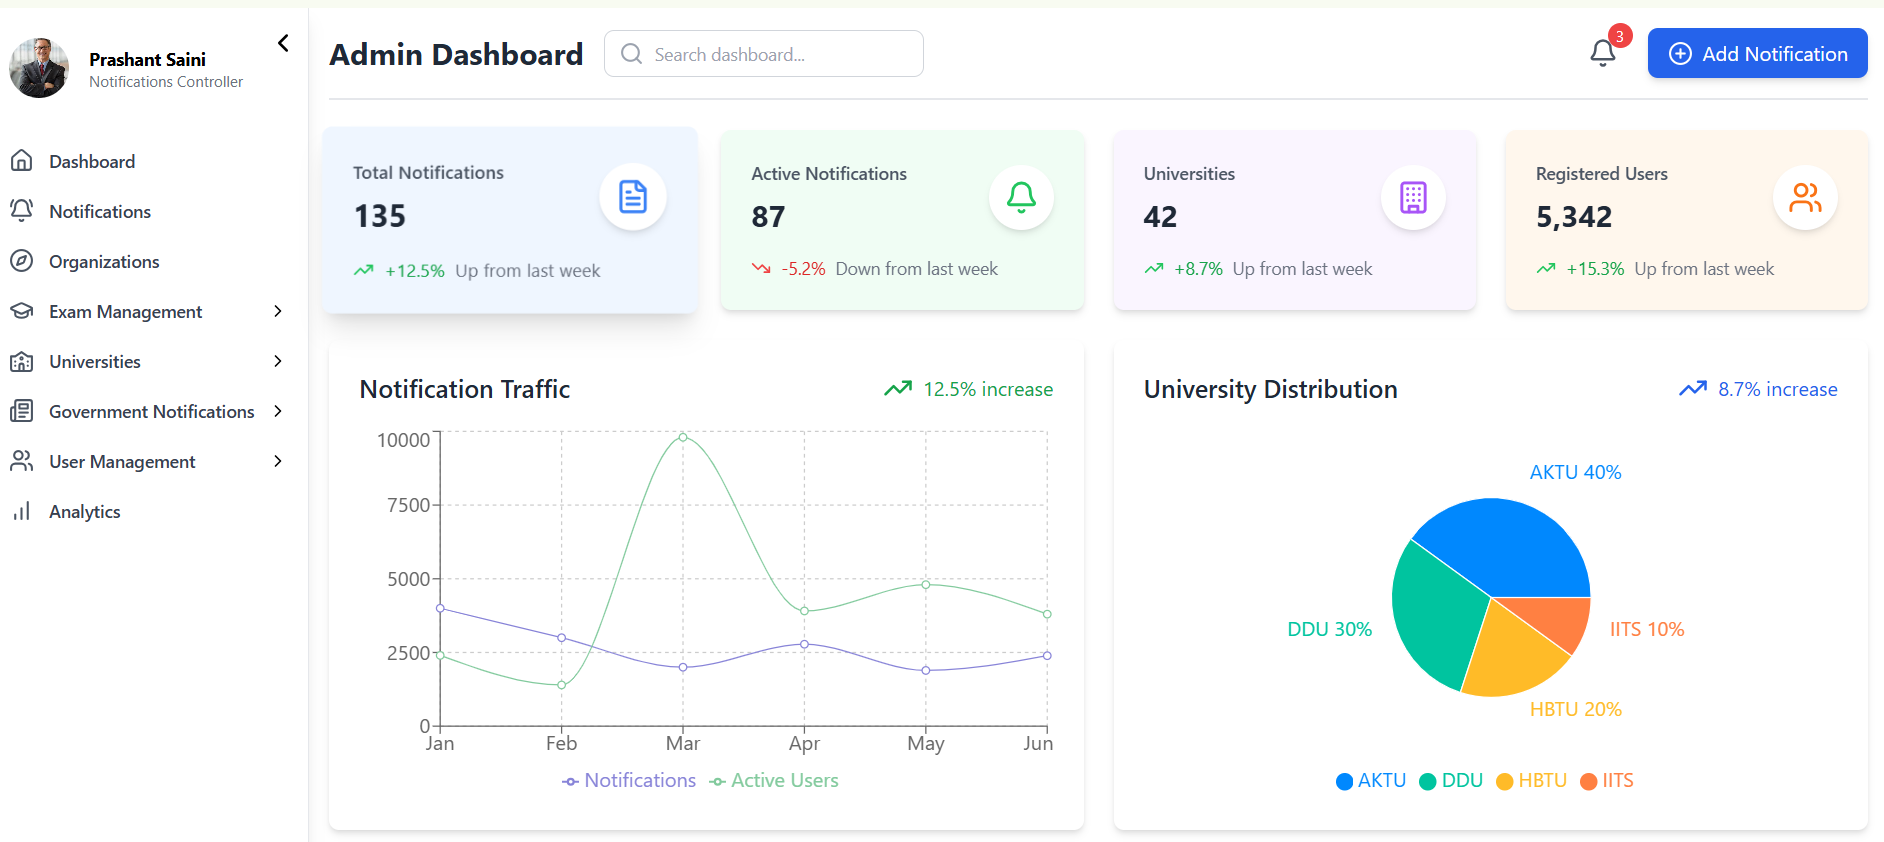 Prashant Saini
Notifications Controller
Dashboard
Notifications
Organizations
Exam Management
Universities
Government Notifications
User Management
Analytics
Admin Dashboard
Search dashboard...
3
Add Notification
Total Notifications
135
+12.5% Up from last week
Active Notifications
87
-5.2% Down from last week
Universities
42
+8.7% Up from last week
Registered Users
5,342
+15.3% Up from last week
Notification Traffic
12.5% increase
10000
7500
5000
2500
0
Jan Feb Mar Apr May Jun
Notifications Active Users
University Distribution
8.7% increase
AKTU 40%
DDU 30%
IITS 10%
HBTU 20%
AKTU DDU HBTU IITS